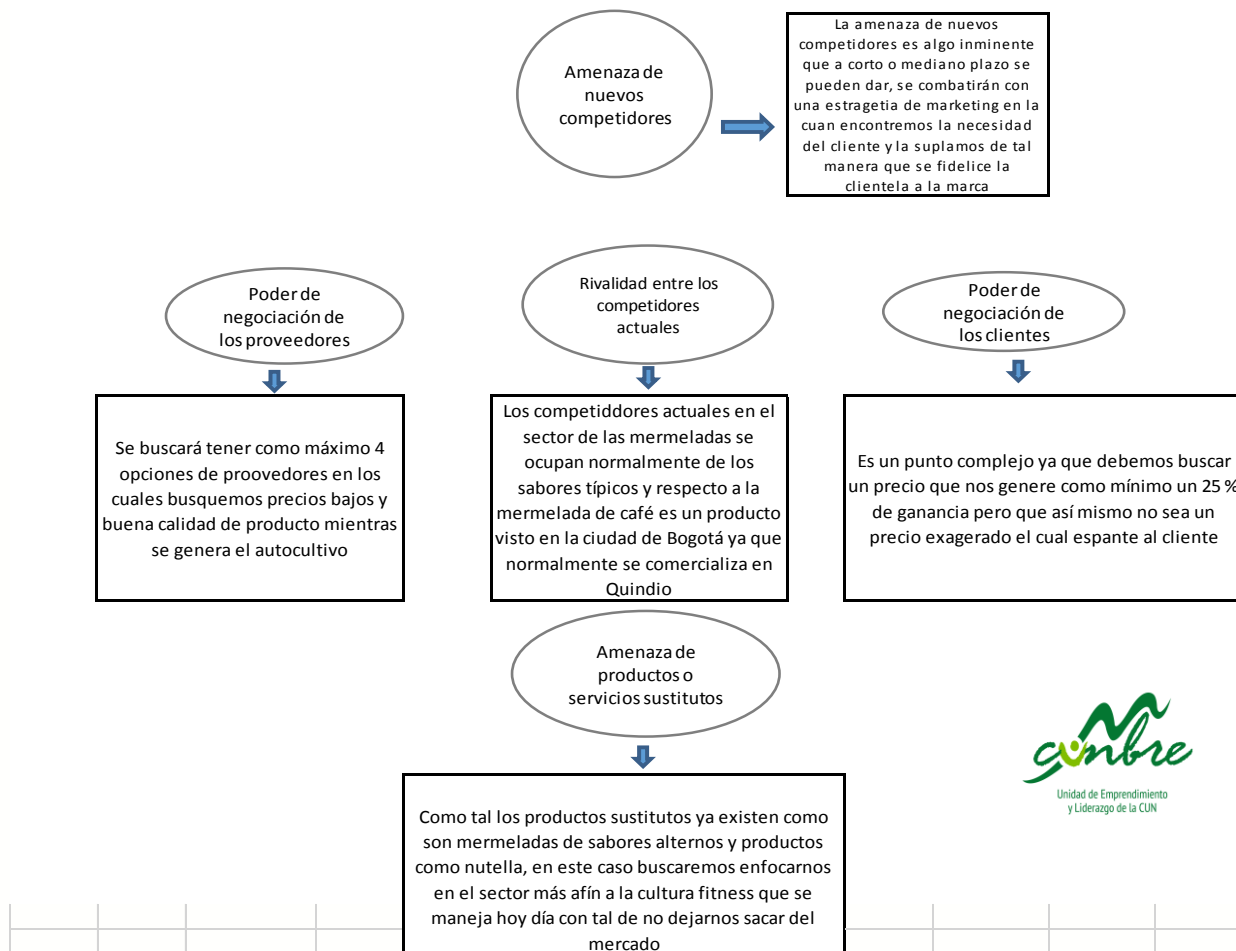 Amenaza de
nuevos
competidores
La amenaza de nuevos
competidores es algo inminente
que a corto o mediano plazo se
pueden dar, se combatirán con
una estragetia de marketing en la
cuan encontremos la necesidad
del cliente y la suplamos de tal
manera que se fidelice la
clientela a la marca
Poder de
negociación de
los proveedores
Rivalidad entre los
competidores
actuales
Poder de
negociación de
los clientes
Se buscará tener como máximo 4
opciones de proovedores en los
cuales busquemos precios bajos y
buena calidad de producto mientras
se genera el autocultivo
Los competiddores actuales en el
sector de las mermeladas se
ocupan normalmente de los
sabores típicos y respecto a la
mermelada de café es un producto
visto en la ciudad de Bogotá ya que
normalmente se comercializa en
Quindio
Es un punto complejo ya que debemos buscar
un precio que nos genere como mínimo un 25 %
de ganancia pero que así mismo no sea un
precio exagerado el cual espante al cliente
Amenaza de
productos o
servicios sustitutos
Como tal los productos sustitutos ya existen como
son mermeladas de sabores alternos y productos
como nutella, en este caso buscaremos enfocarnos
en el sector más afín a la cultura fitness que se
maneja hoy día con tal de no dejarnos sacar del
mercado
cumbre
Unidad de Emprendimiento
y Liderazgo de la CUN